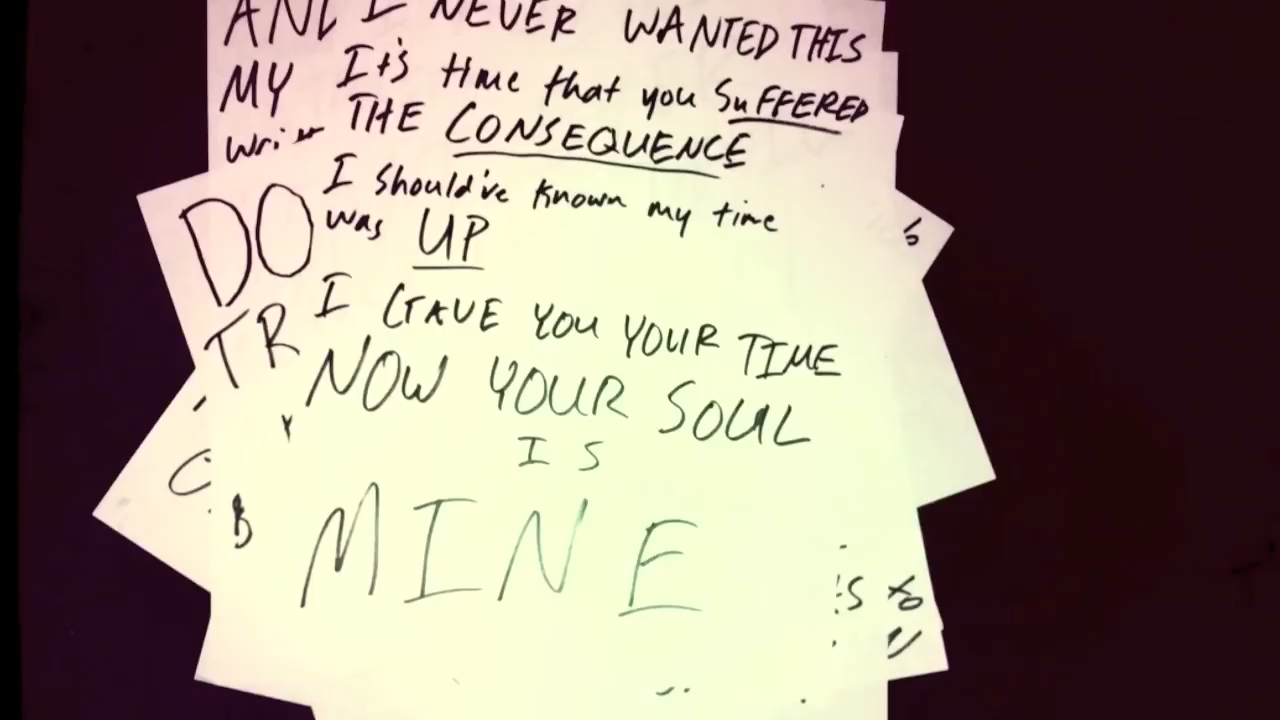 AND I NEVER WANTED THIS
MY It's time that you SuFFERED
THE CONSEQUENCE
I should've known my time
was UP
DO
I GAVE YOU YOUR TIME
TR
NOW YOUR SOUL
IS
MINE